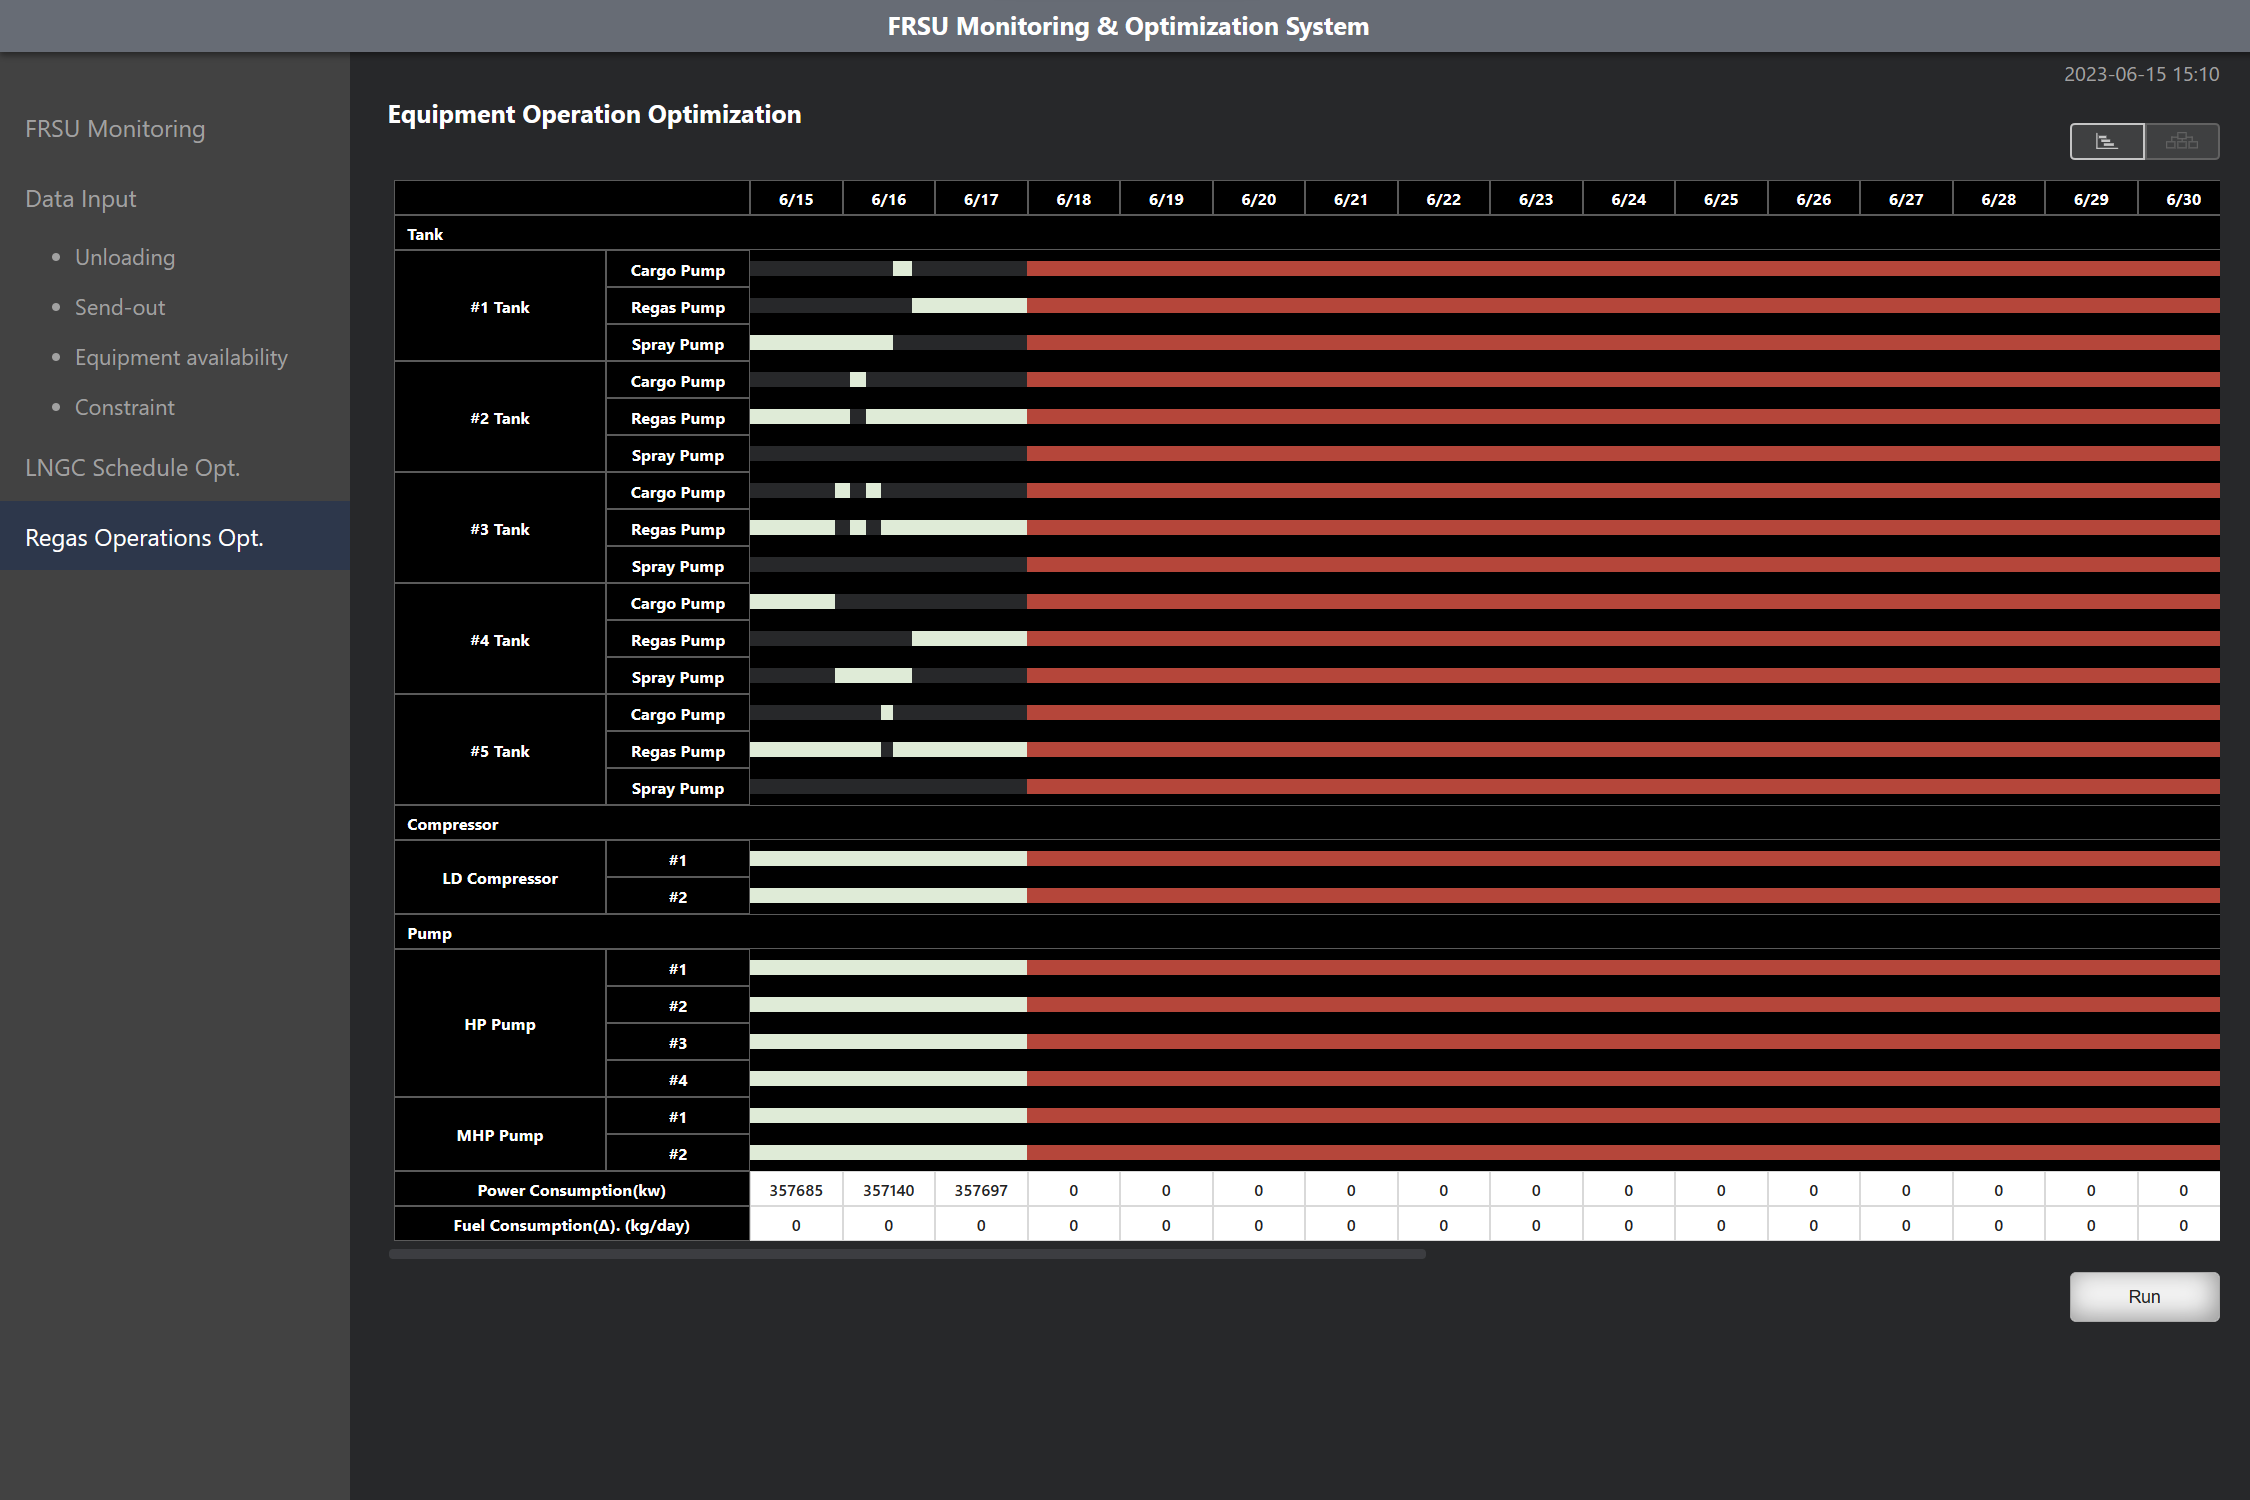 FRSU Monitoring & Optimization System
2023-06-15 15:10
FRSU Monitoring
Data Input
• Unloading
• Send-out
• Equipment availability
• Constraint
LNGC Schedule Opt.
Regas Operations Opt.
Equipment Operation Optimization
6/15 6/16 6/17 6/18 6/19 6/20 6/21 6/22 6/23 6/24 6/25 6/26 6/27 6/28 6/29 6/30
Tank
#1 Tank
Cargo Pump
Regas Pump
Spray Pump
#2 Tank
Cargo Pump
Regas Pump
Spray Pump
#3 Tank
Cargo Pump
Regas Pump
Spray Pump
#4 Tank
Cargo Pump
Regas Pump
Spray Pump
#5 Tank
Cargo Pump
Regas Pump
Spray Pump
Compressor
LD Compressor
#1
#2
Pump
HP Pump
#1
#2
#3
#4
MHP Pump
#1
#2
Power Consumption(kw) 357685 357140 357697 0 0 0 0 0 0 0 0 0 0 0 0 0
Fuel Consumption(Δ). (kg/day) 0 0 0 0 0 0 0 0 0 0 0 0 0 0 0 0
Run